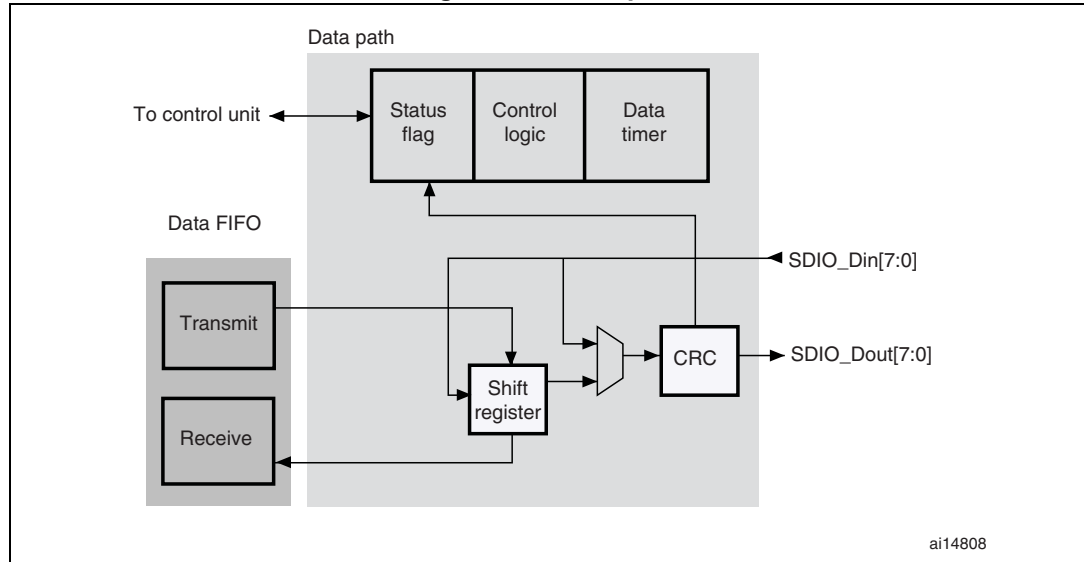 Data path
To control unit
Status
flag
Control
logic
Data
timer
Data FIFO
SDIO_Din[7:0]
Transmit
SDIO_Dout[7:0]
CRC
Shift
register
Receive
ai14808